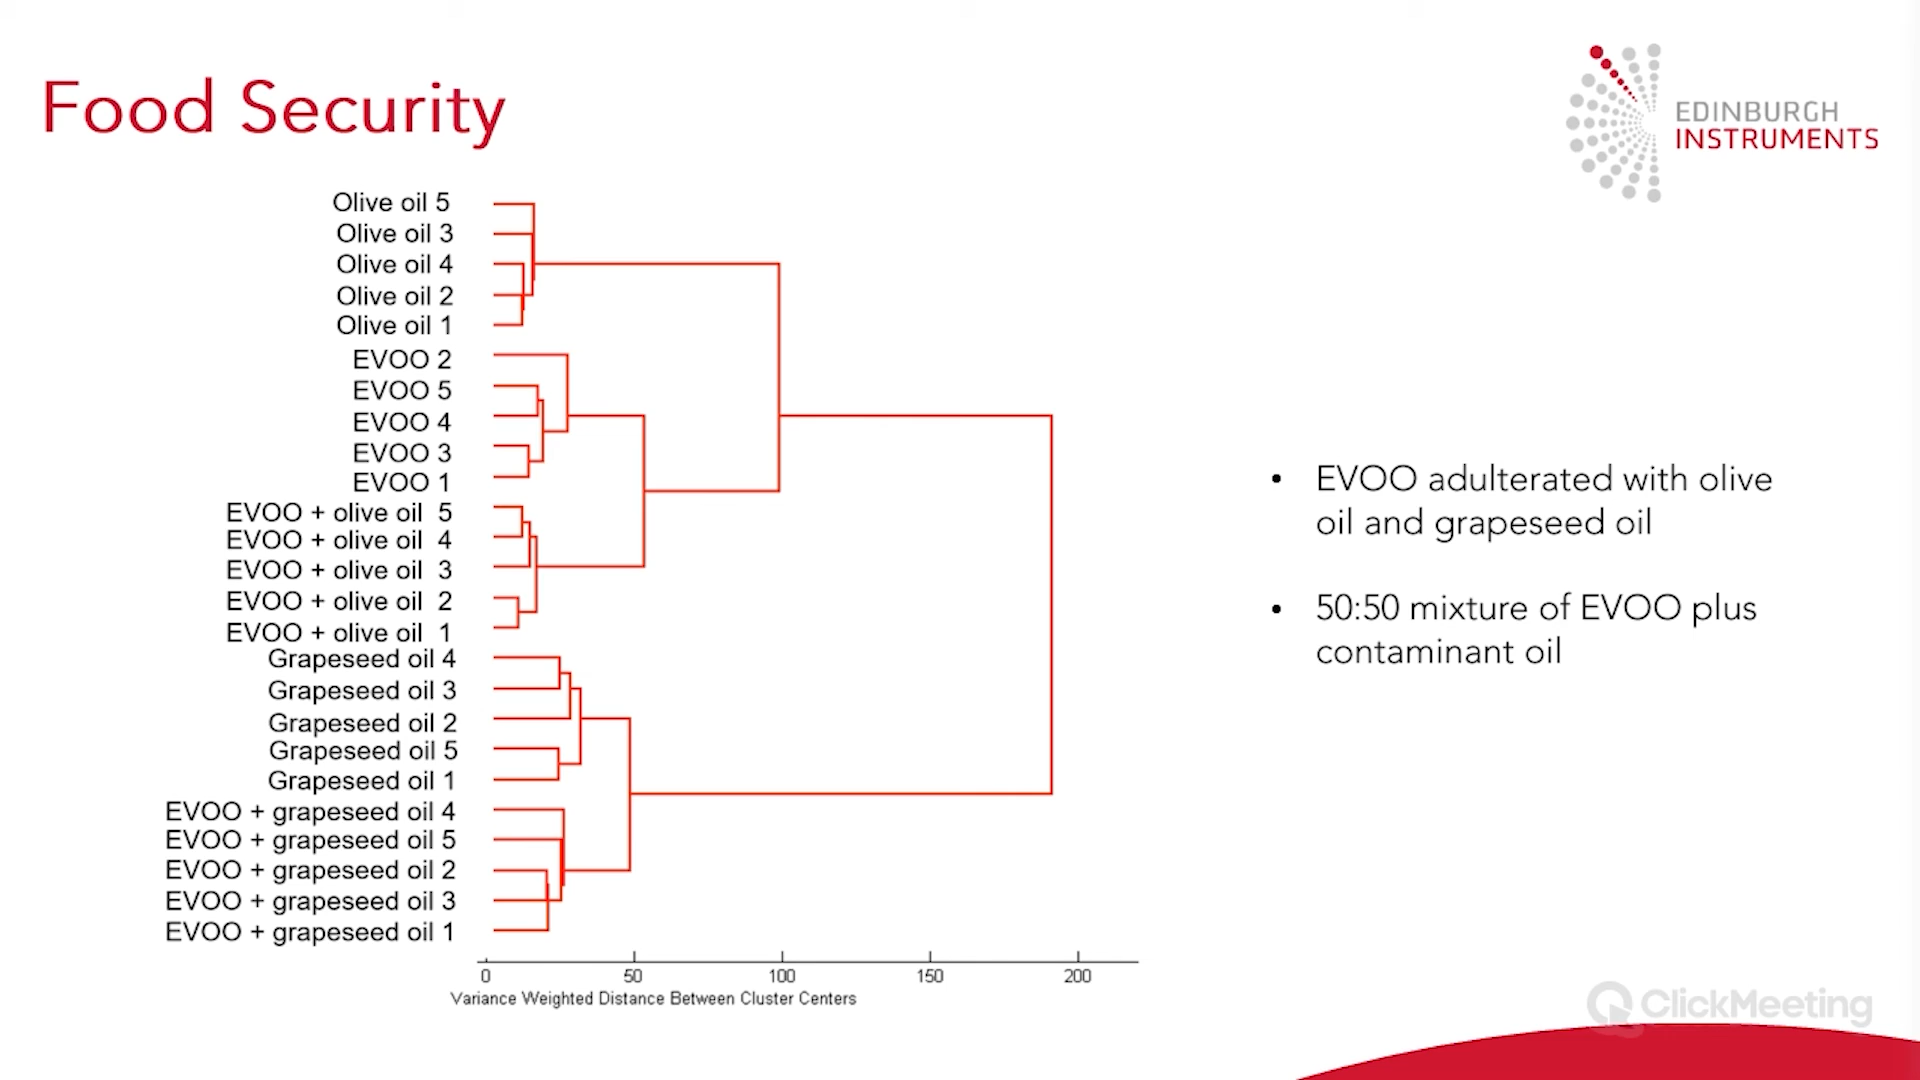 Food Security
EDINBURGH
INSTRUMENTS
Olive oil 5
Olive oil 3
Olive oil 4
Olive oil 2
Olive oil 1
EVOO 2
EVOO 5
EVOO 4
EVOO 3
EVOO 1
EVOO + olive oil 5
EVOO + olive oil 4
EVOO + olive oil 3
EVOO + olive oil 2
EVOO + olive oil 1
Grapeseed oil 4
Grapeseed oil 3
Grapeseed oil 2
Grapeseed oil 5
Grapeseed oil 1
EVOO + grapeseed oil 4
EVOO + grapeseed oil 5
EVOO + grapeseed oil 2
EVOO + grapeseed oil 3
EVOO + grapeseed oil 1
0 50 100 150 200
Variance Weighted Distance Between Cluster Centers
• EVOO adulterated with olive
oil and grapeseed oil
• 50:50 mixture of EVOO plus
contaminant oil
ClickMeeting